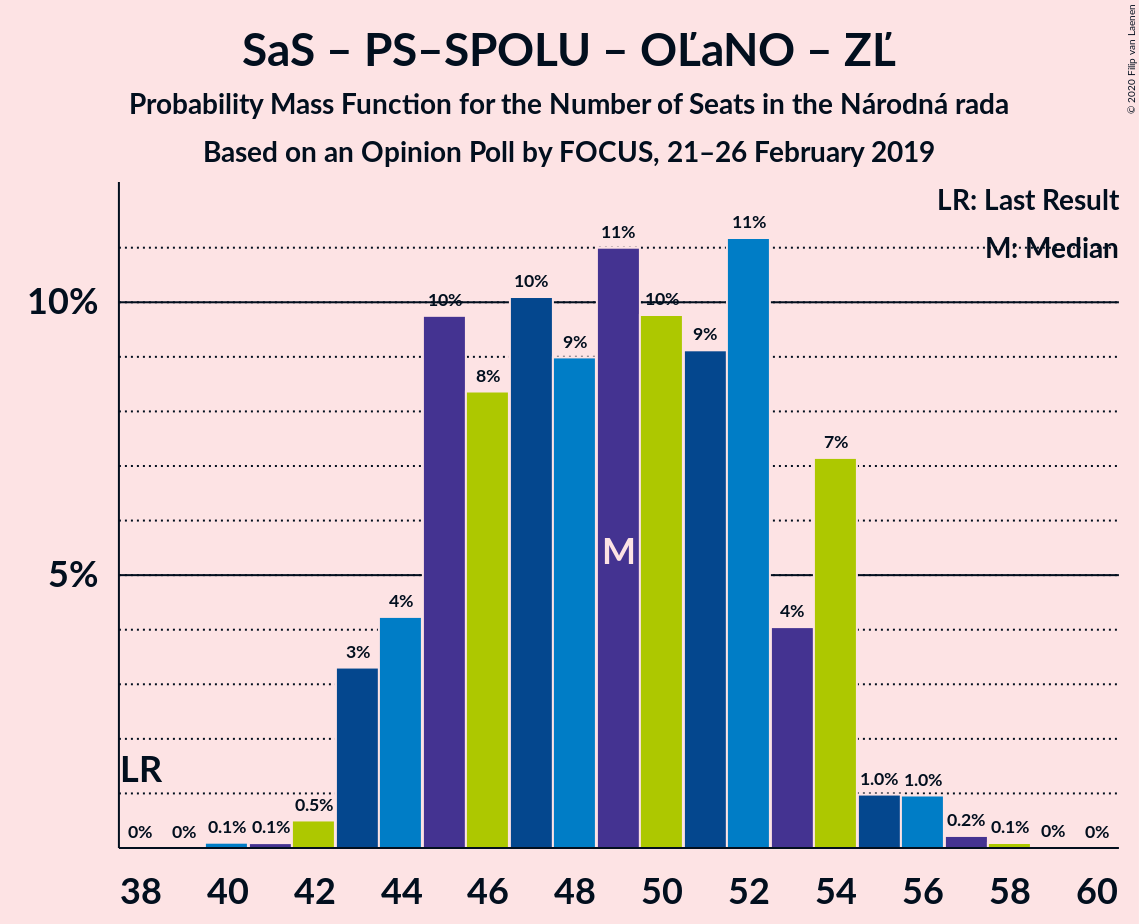 SaS – PS–SPOLU – OĽaNO – ZĽ
Probability Mass Function for the Number of Seats in the Národná rada
Based on an Opinion Poll by FOCUS, 21–26 February 2019
© 2020 Filip van Laenen
LR: Last Result
M: Median
10%
5%
LR
M
0% 0% 0.1% 0.1% 0.5% 3% 4% 10% 8% 10% 9% 11% 10% 9% 11% 4% 7% 1.0% 1.0% 0.2% 0.1% 0% 0%
38 40 42 44 46 48 50 52 54 56 58 60